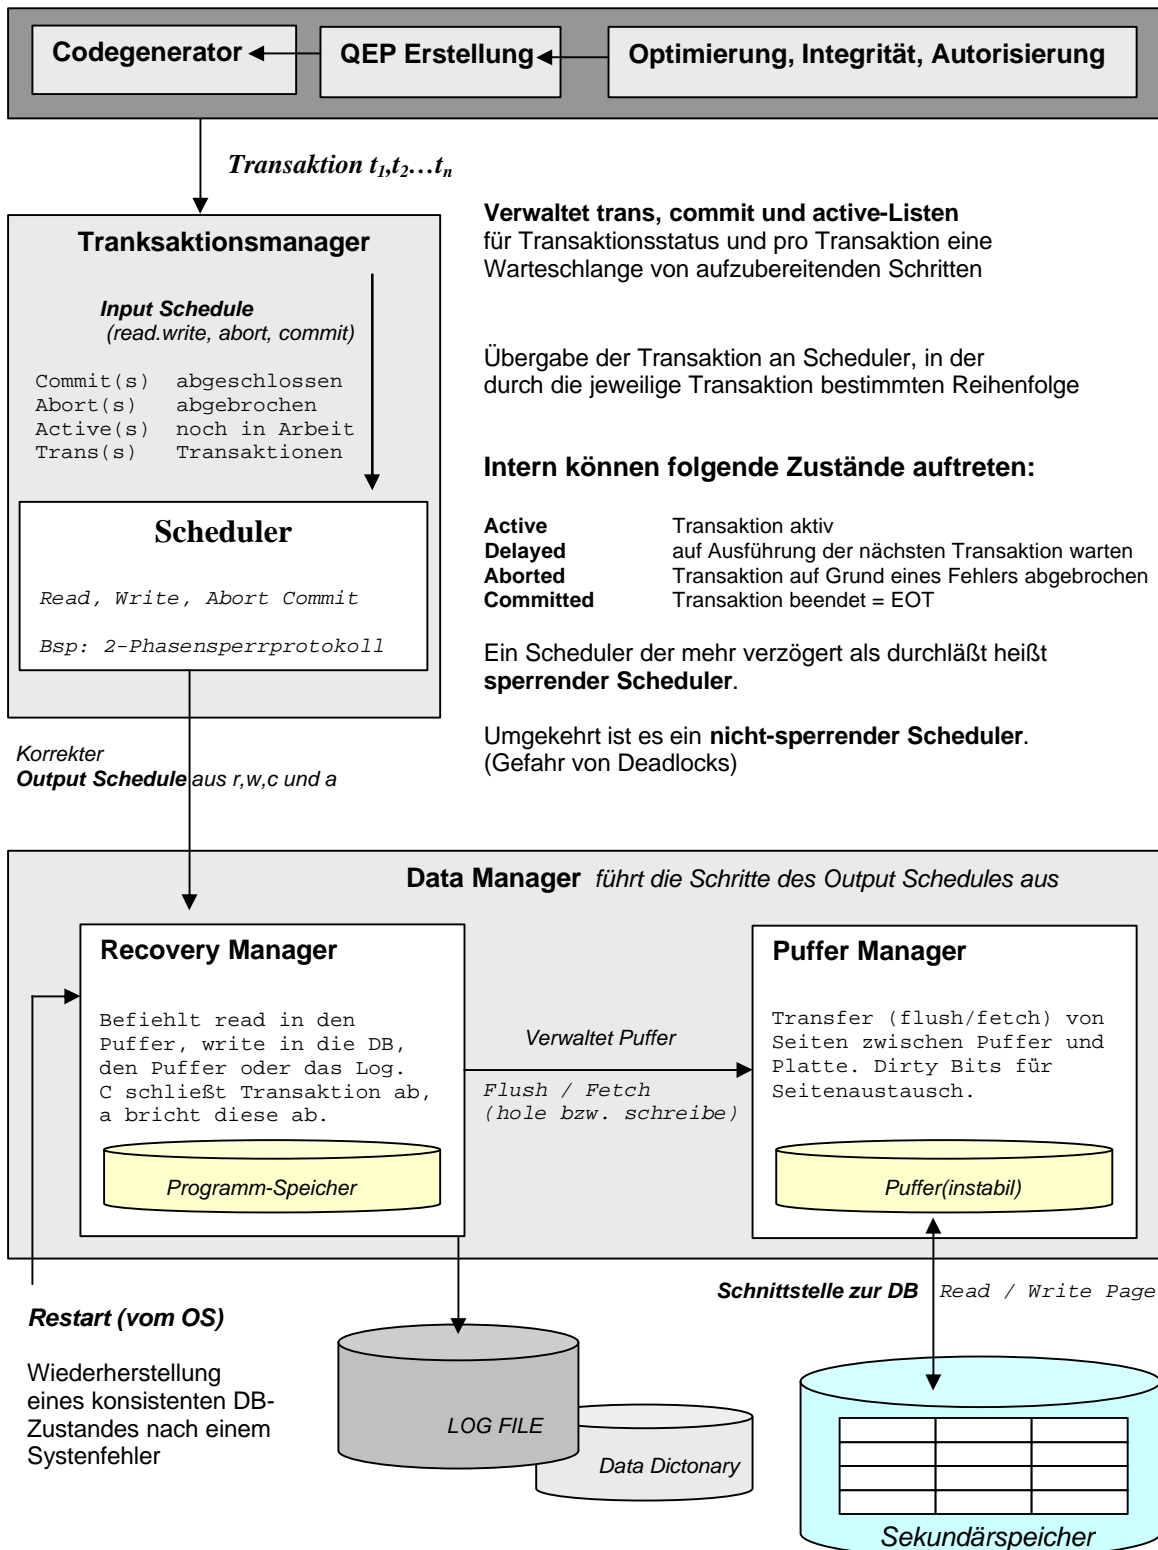 Codegenerator
QEP Erstellung
Optimierung, Integrität, Autorisierung
Transaktion t1,t2…tn
Tranksaktionsmanager
Input Schedule
(read.write, abort, commit)
Commit(s) abgeschlossen
Abort(s) abgebrochen
Active(s) noch in Arbeit
Trans(s) Transaktionen
Scheduler
Read, Write, Abort Commit
Bsp: 2-Phasensperrprotokoll
Verwaltet trans, commit und active-Listen
für Transaktionsstatus und pro Transaktion eine
Warteschlange von aufzubereitenden Schritten
Übergabe der Transaktion an Scheduler, in der
durch die jeweilige Transaktion bestimmten Reihenfolge
Intern können folgende Zustände auftreten:
Active Transaktion aktiv
Delayed auf Ausführung der nächsten Transaktion warten
Aborted Transaktion auf Grund eines Fehlers abgebrochen
Committed Transaktion beendet = EOT
Ein Scheduler der mehr verzögert als durchläßt heißt
sperrender Scheduler.
Umgekehrt ist es ein nicht-sperrender Scheduler.
(Gefahr von Deadlocks)
Korrekter
Output Schedule aus r,w,c und a
Data Manager führt die Schritte des Output Schedules aus
Recovery Manager
Befiehlt read in den
Puffer, write in die DB,
den Puffer oder das Log.
C schließt Transaktion ab,
a bricht diese ab.
Programm-Speicher
Verwaltet Puffer
Flush / Fetch
(hole bzw. schreibe)
Puffer Manager
Transfer (flush/fetch) von
Seiten zwischen Puffer und
Platte. Dirty Bits für
Seitenaustausch.
Puffer(instabil)
Schnittstelle zur DB Read / Write Page
Restart (vom OS)
Wiederherstellung
eines konsistenten DB-
Zustandes nach einem
Systenfehler
LOG FILE
Data Dictonary
Sekundärspeicher